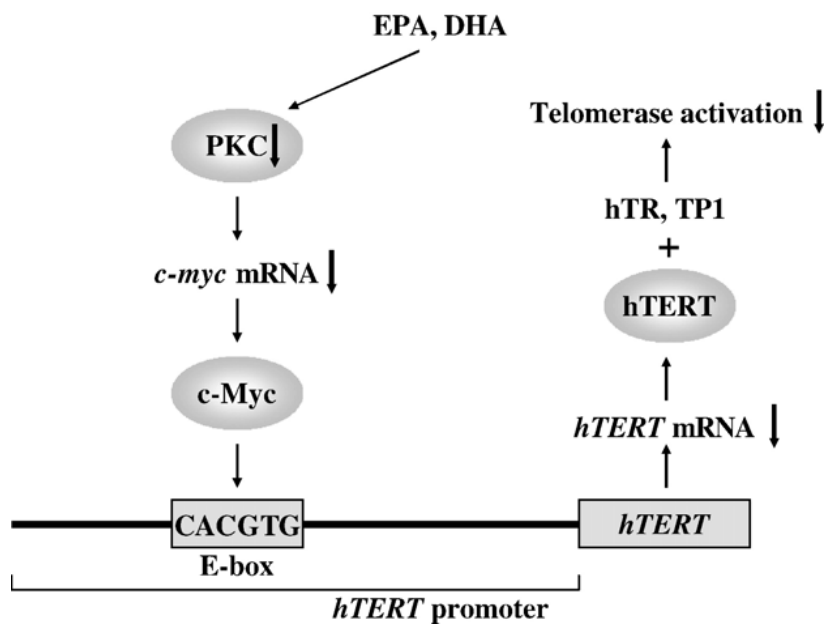 EPA, DHA
PKC
c-myc mRNA
c-Myc
CACGTG
E-box
hTERT promoter
Telomerase activation
hTR, TP1
+
hTERT
hTERT mRNA
hTERT